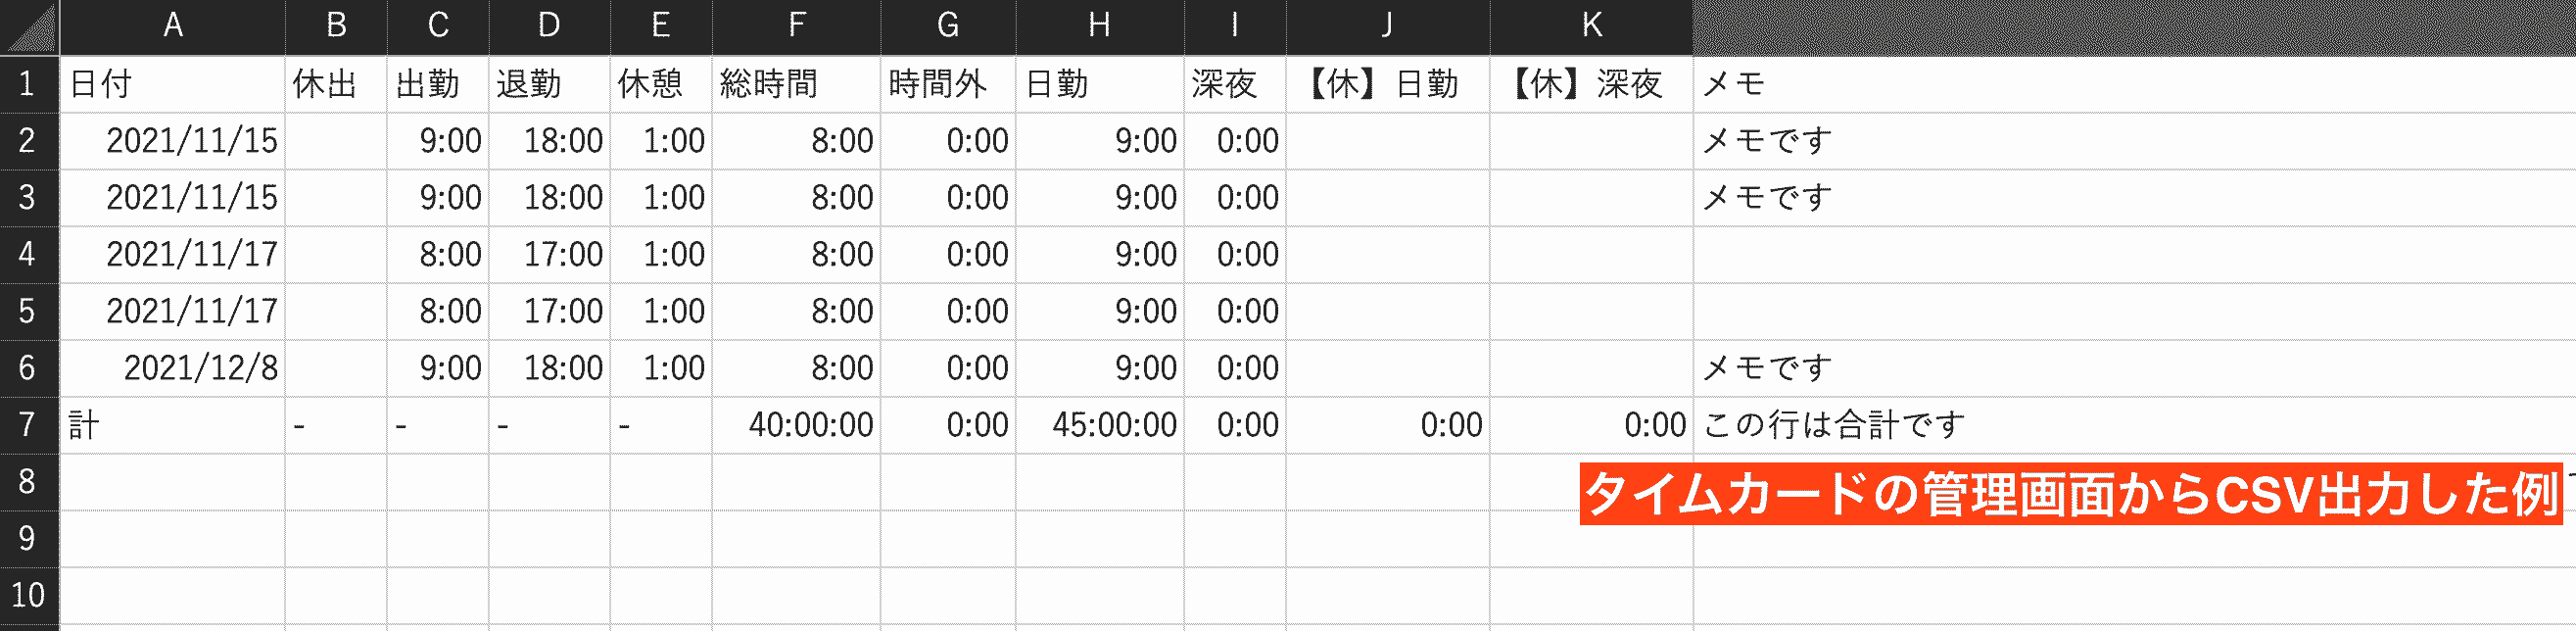 A B C D E F G H I J K
1 日付 休出 出勤 退勤 休憩 総時間 時間外 日勤 深夜 【休】日勤 【休】深夜 メモ
2 2021/11/15 9:00 18:00 1:00 8:00 0:00 9:00 0:00 メモです
3 2021/11/15 9:00 18:00 1:00 8:00 0:00 9:00 0:00 メモです
4 2021/11/17 8:00 17:00 1:00 8:00 0:00 9:00 0:00
5 2021/11/17 8:00 17:00 1:00 8:00 0:00 9:00 0:00
6 2021/12/8 9:00 18:00 1:00 8:00 0:00 9:00 0:00 メモです
7 計 - - - - 40:00:00 0:00 45:00:00 0:00 0:00 0:00 この行は合計です
8 タイムカードの管理画面からCSV出力した例
9
10